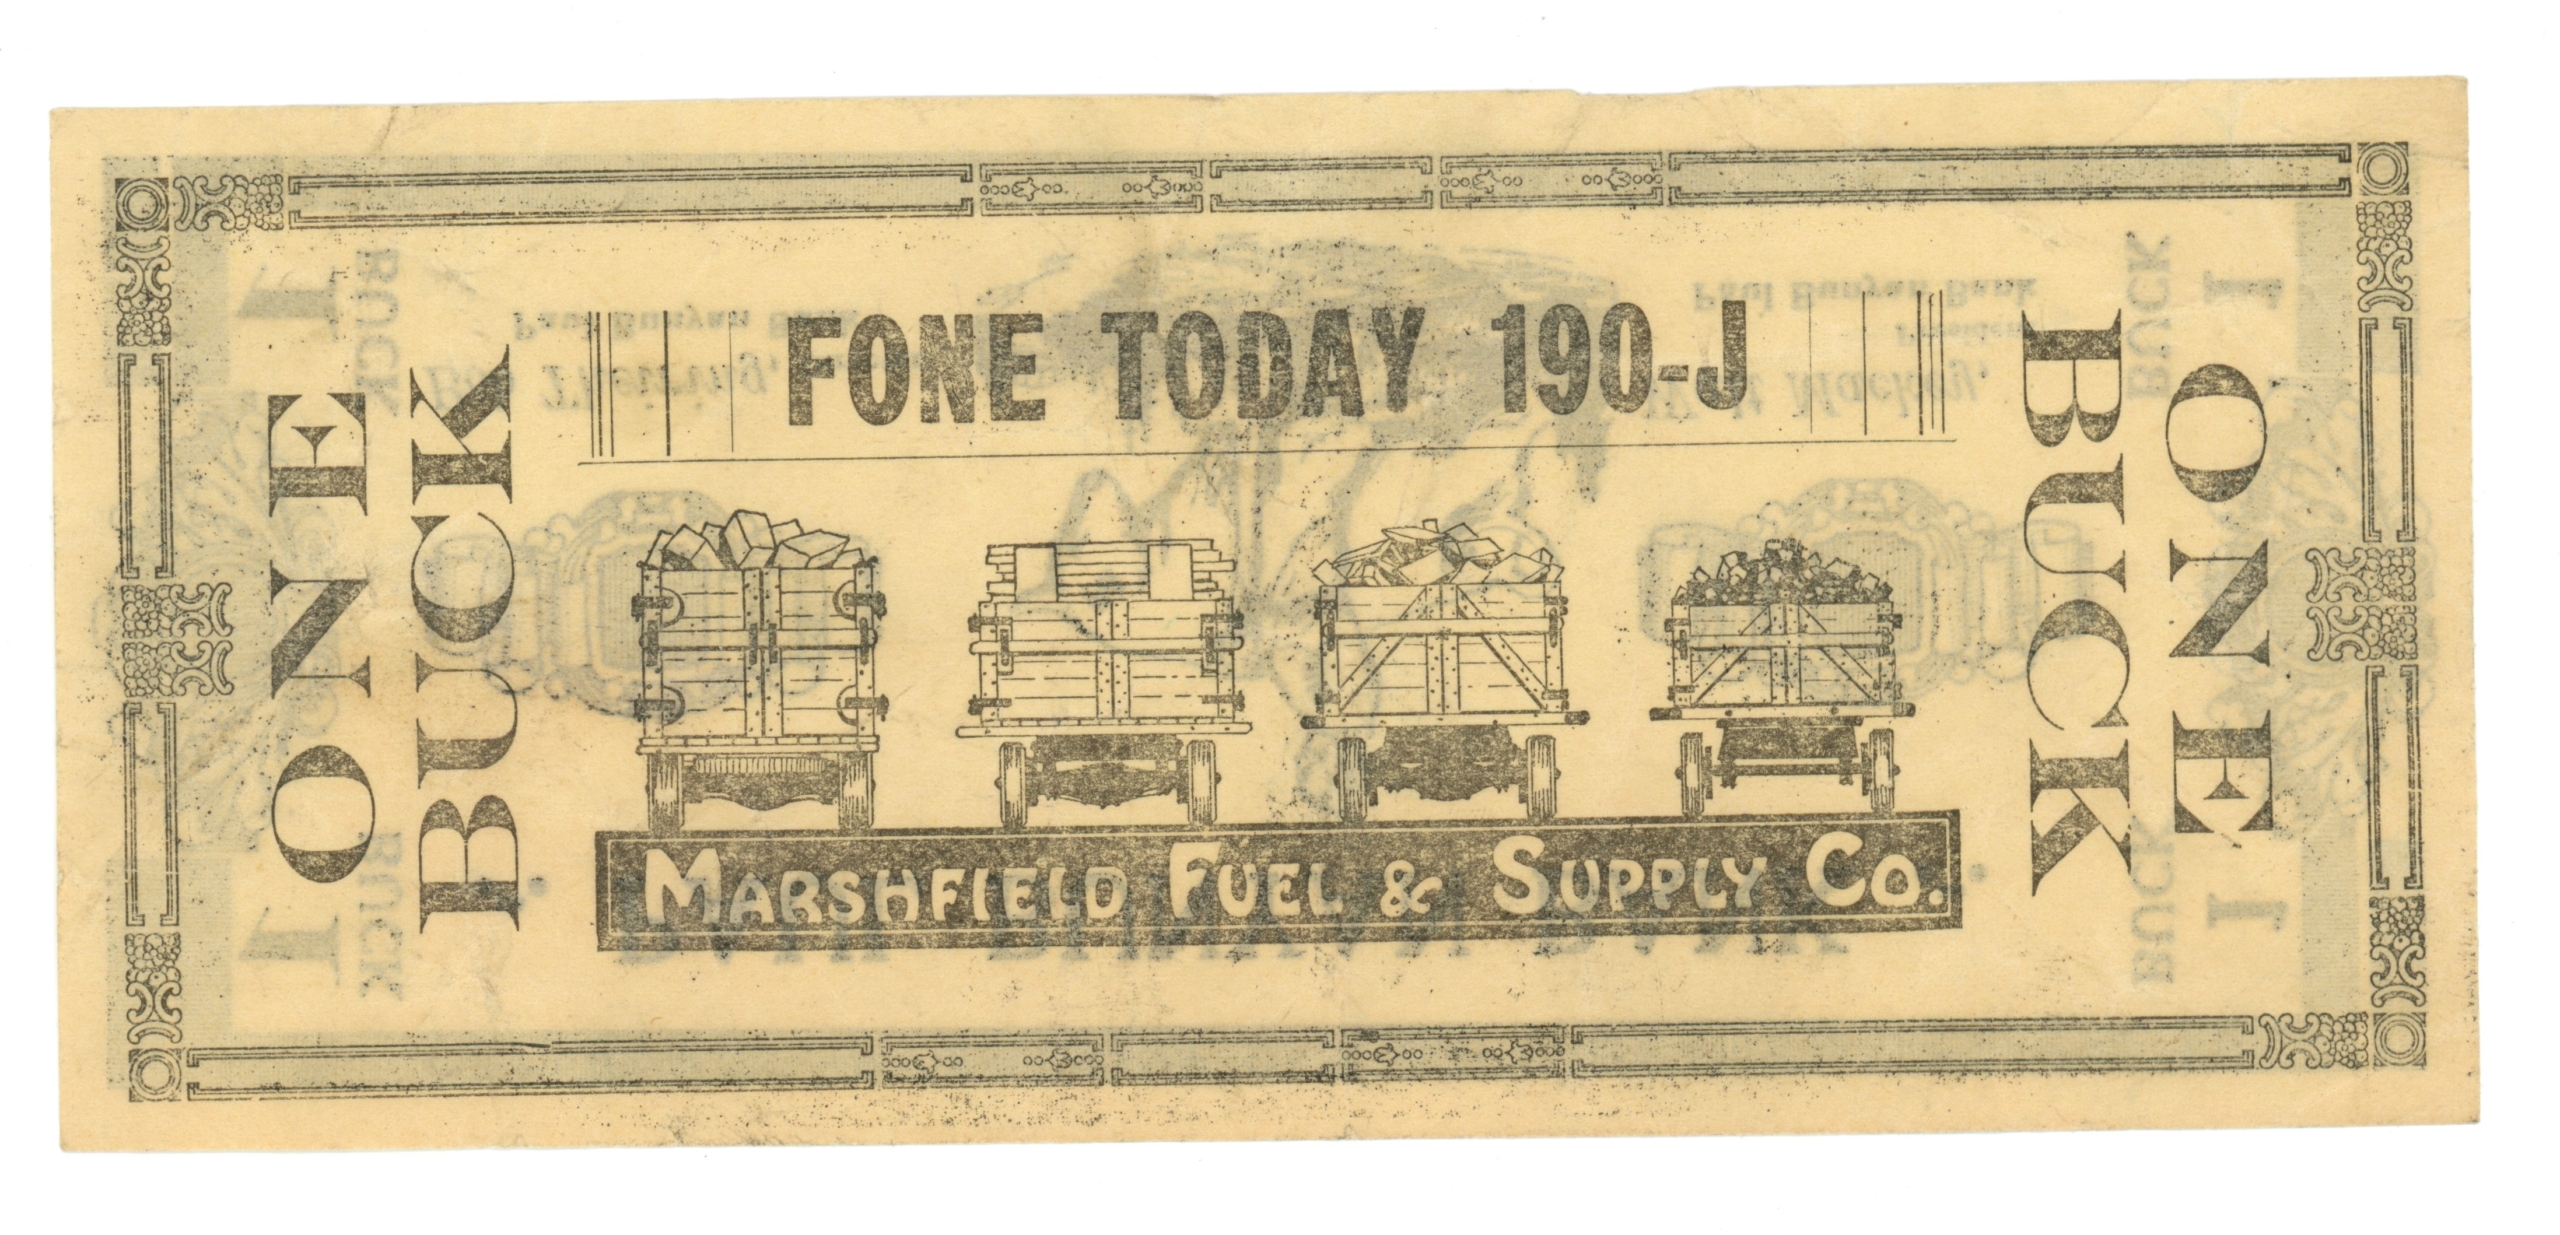 FONE TODAY 190-J
ONE
BUCK
BUCK
ONE
MARSHFIELD FUEL & SUPPLY CO.